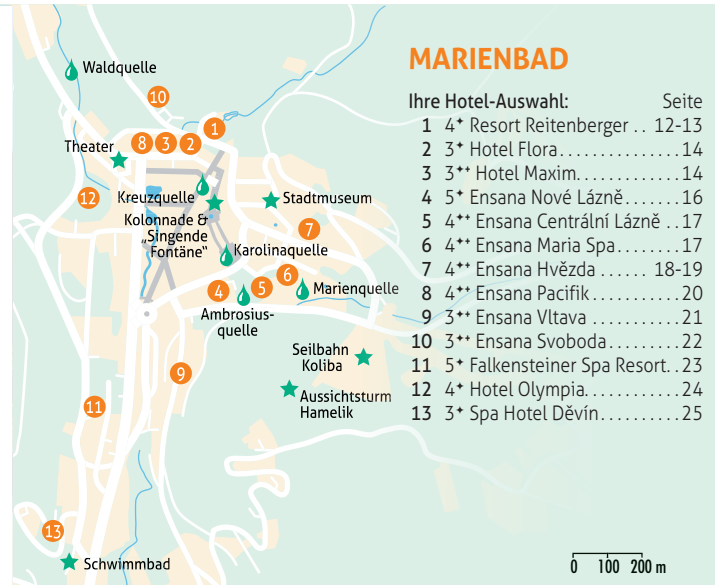 MARIENBAD
Ihre Hotel-Auswahl: Seite
1 4✦ Resort Reitenberger . . 12-13
2 3✦ Hotel Flora . . . . . . . . . . . . . . . 14
3 3✦✦ Hotel Maxim. . . . . . . . . . . . . 14
4 5✦ Ensana Nové Lázně . . . . . . . 16
5 4✦✦ Ensana Centrální Lázně . . 17
6 4✦✦ Ensana Maria Spa . . . . . . . . 17
7 4✦✦ Ensana Hvězda . . . . . . 18-19
8 4✦✦ Ensana Pacifik . . . . . . . . . . . 20
9 3✦✦ Ensana Vltava . . . . . . . . . . . 21
10 3✦✦ Ensana Svoboda . . . . . . . . . 22
11 5✦ Falkensteiner Spa Resort. . 23
12 4✦ Hotel Olympia. . . . . . . . . . . . 24
13 3✦ Spa Hotel Děvín . . . . . . . . . . 25
Waldquelle
10
1
Theater
8 3 2
12
Kreuzquelle
Stadtmuseum
Kolonnade &
„Singende
Fontäne“
7
Karolinaquelle
6
4 5
Marienquelle
Ambrosius-
quelle
Seilbahn
Koliba
9
Aussichtsturm
Hamelik
11
13
Schwimmbad
0 100 200 m